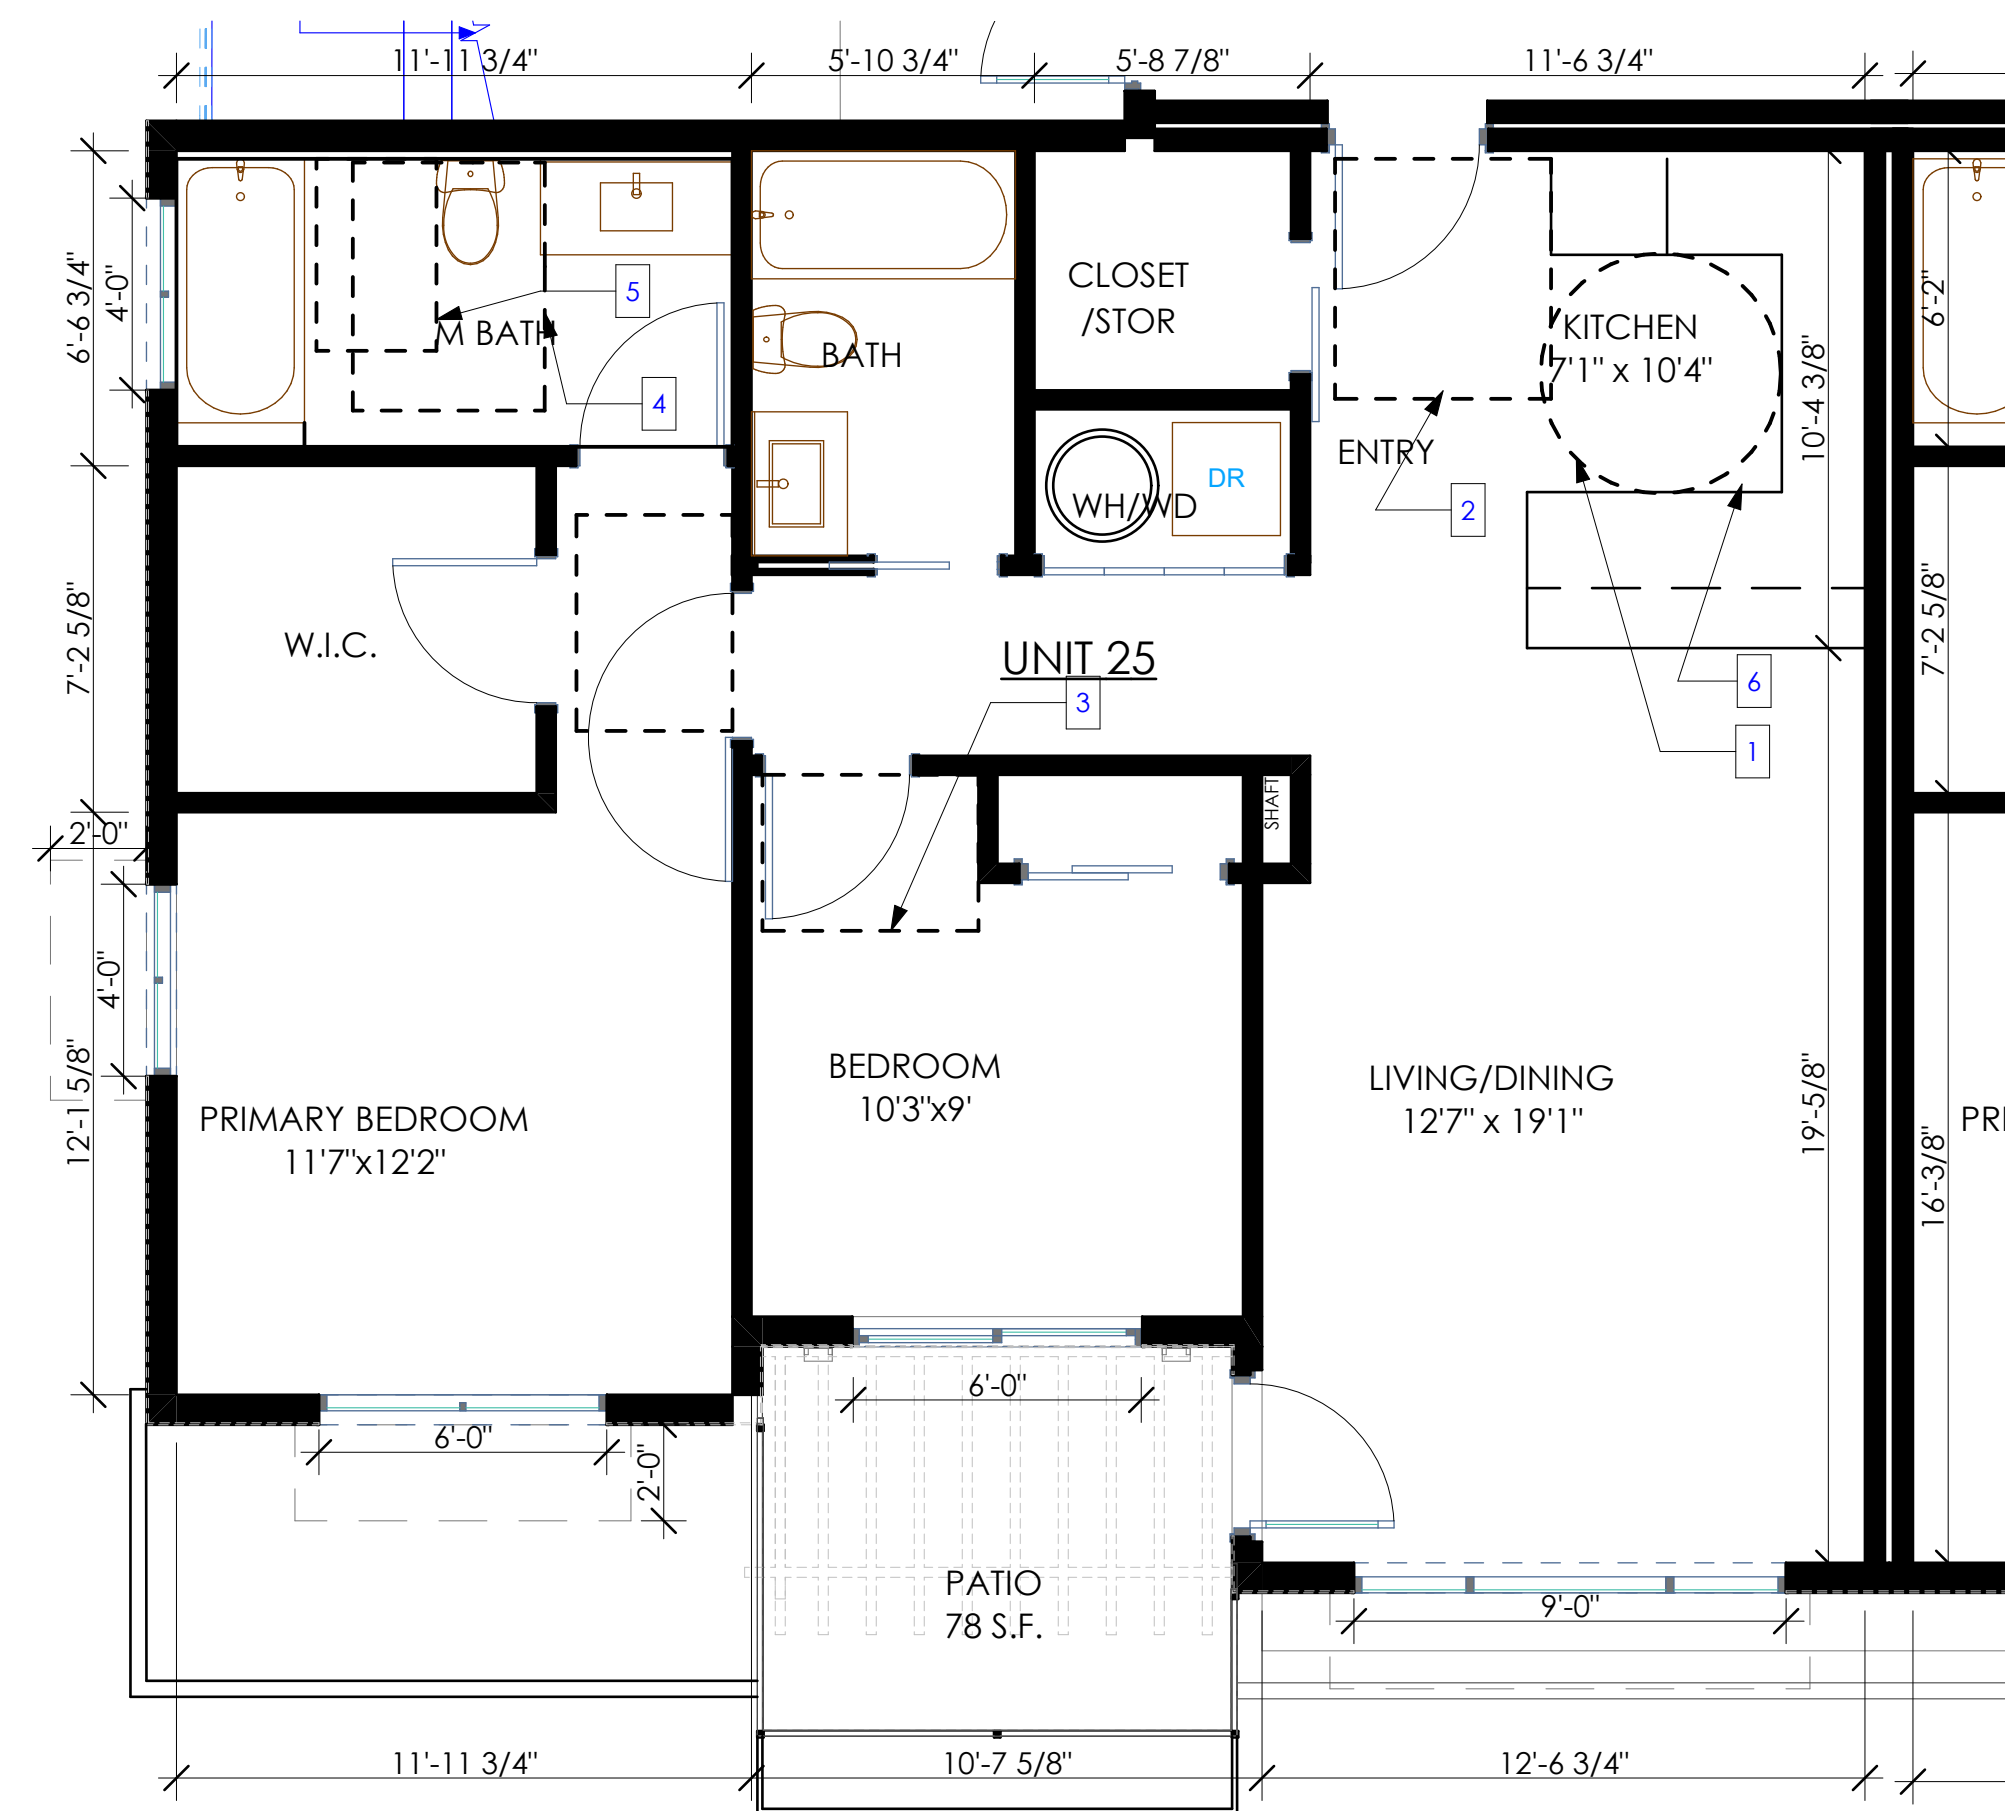 11'-11 3/4"
5'-10 3/4"
5'-8 7/8"
11'-6 3/4"
6'-6 3/4"
4'-0"
5
M BATH
4
BATH
CLOSET
/STOR
KITCHEN
7'1" x 10'4"
10'-4 3/8"
6'-2"
ENTRY
2
WH/WD
DR
7'-2 5/8"
W.I.C.
UNIT 25
3
6
1
7'-2 5/8"
SHAFT
2'-0"
4'-0"
12'-1 5/8"
PRIMARY BEDROOM
11'7"x12'2"
BEDROOM
10'3"x9'
LIVING/DINING
12'7" x 19'1"
19'-5/8"
16'-3/8"
PRI
6'-0"
2'-0"
6'-0"
PATIO
78 S.F.
9'-0"
11'-11 3/4"
10'-7 5/8"
12'-6 3/4"